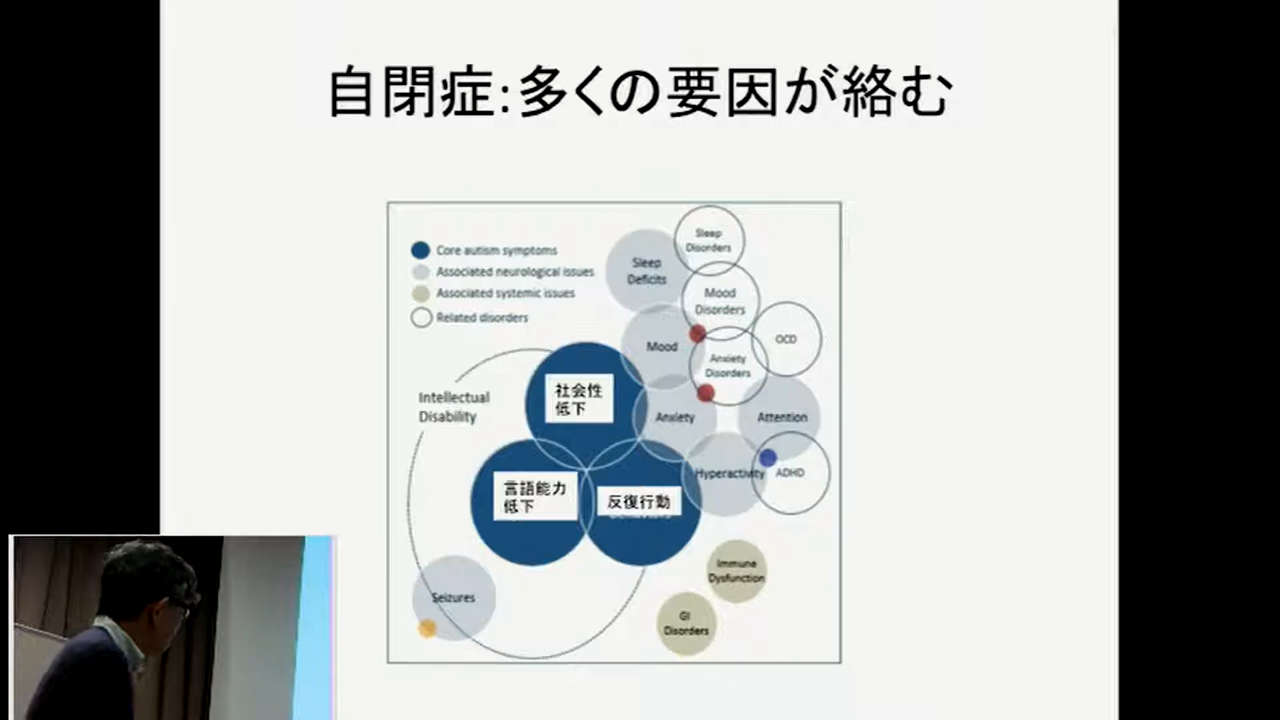 自閉症:多くの要因が絡む
Core autism symptoms
Associated neurological issues
Associated systemic issues
Related disorders
Sleep
Disorders
Sleep
Deficits
Mood
Disorders
OCD
Mood
Anxiety
Disorders
社会性
低下
Intellectual
Disability
Anxiety
Attention
言語能力
低下
反復行動
Hyperactivity
ADHD
Immune
Dysfunction
Seizures
GI
Disorders